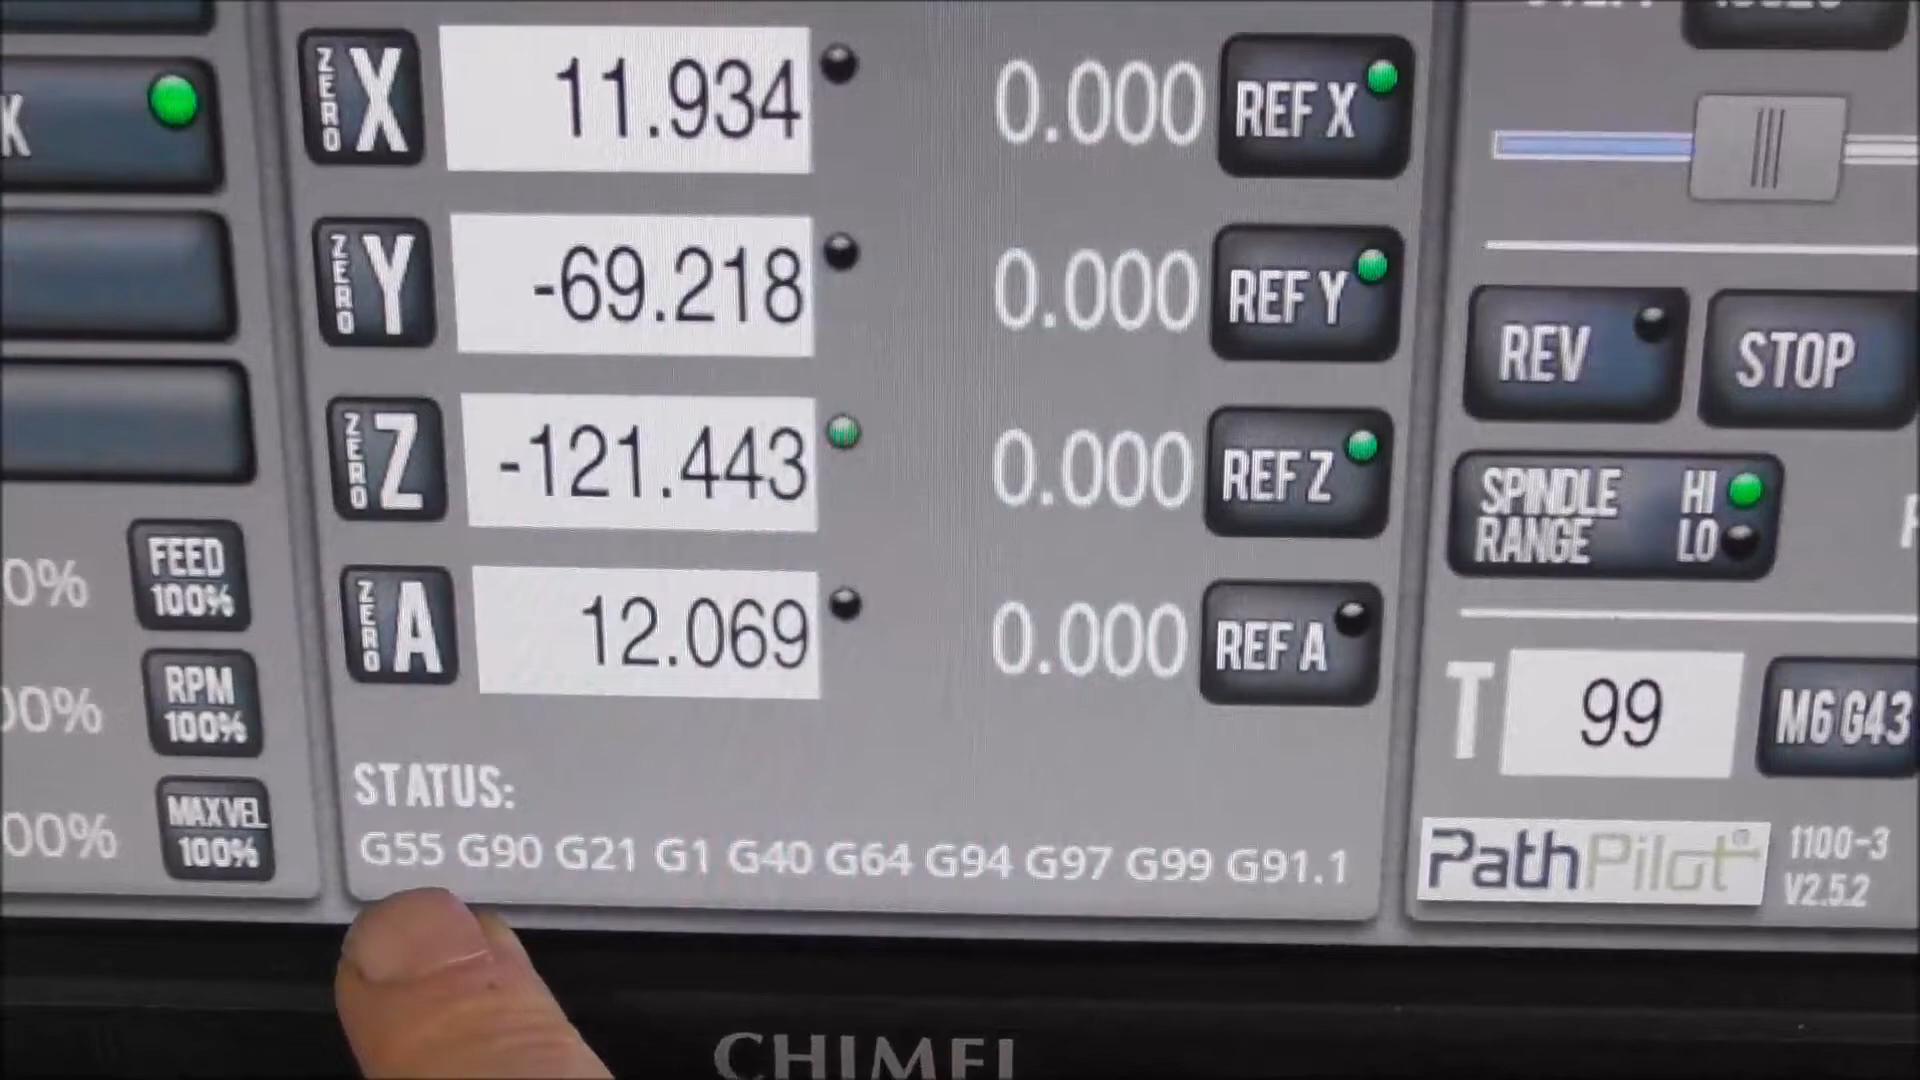 K
ZERO X 11.934 0.000 REF X
ZERO Y -69.218 0.000 REF Y
REV STOP
ZERO Z -121.443 0.000 REF Z
SPINDLE RANGE HI LO
FEED 100%
ZERO A 12.069 0.000 REF A
T 99 M6 G43
RPM 100%
STATUS:
MAXVEL 100%
G55 G90 G21 G1 G40 G64 G94 G97 G99 G91.1
PathPilot®
1100-3
V2.5.2
CHIMEI